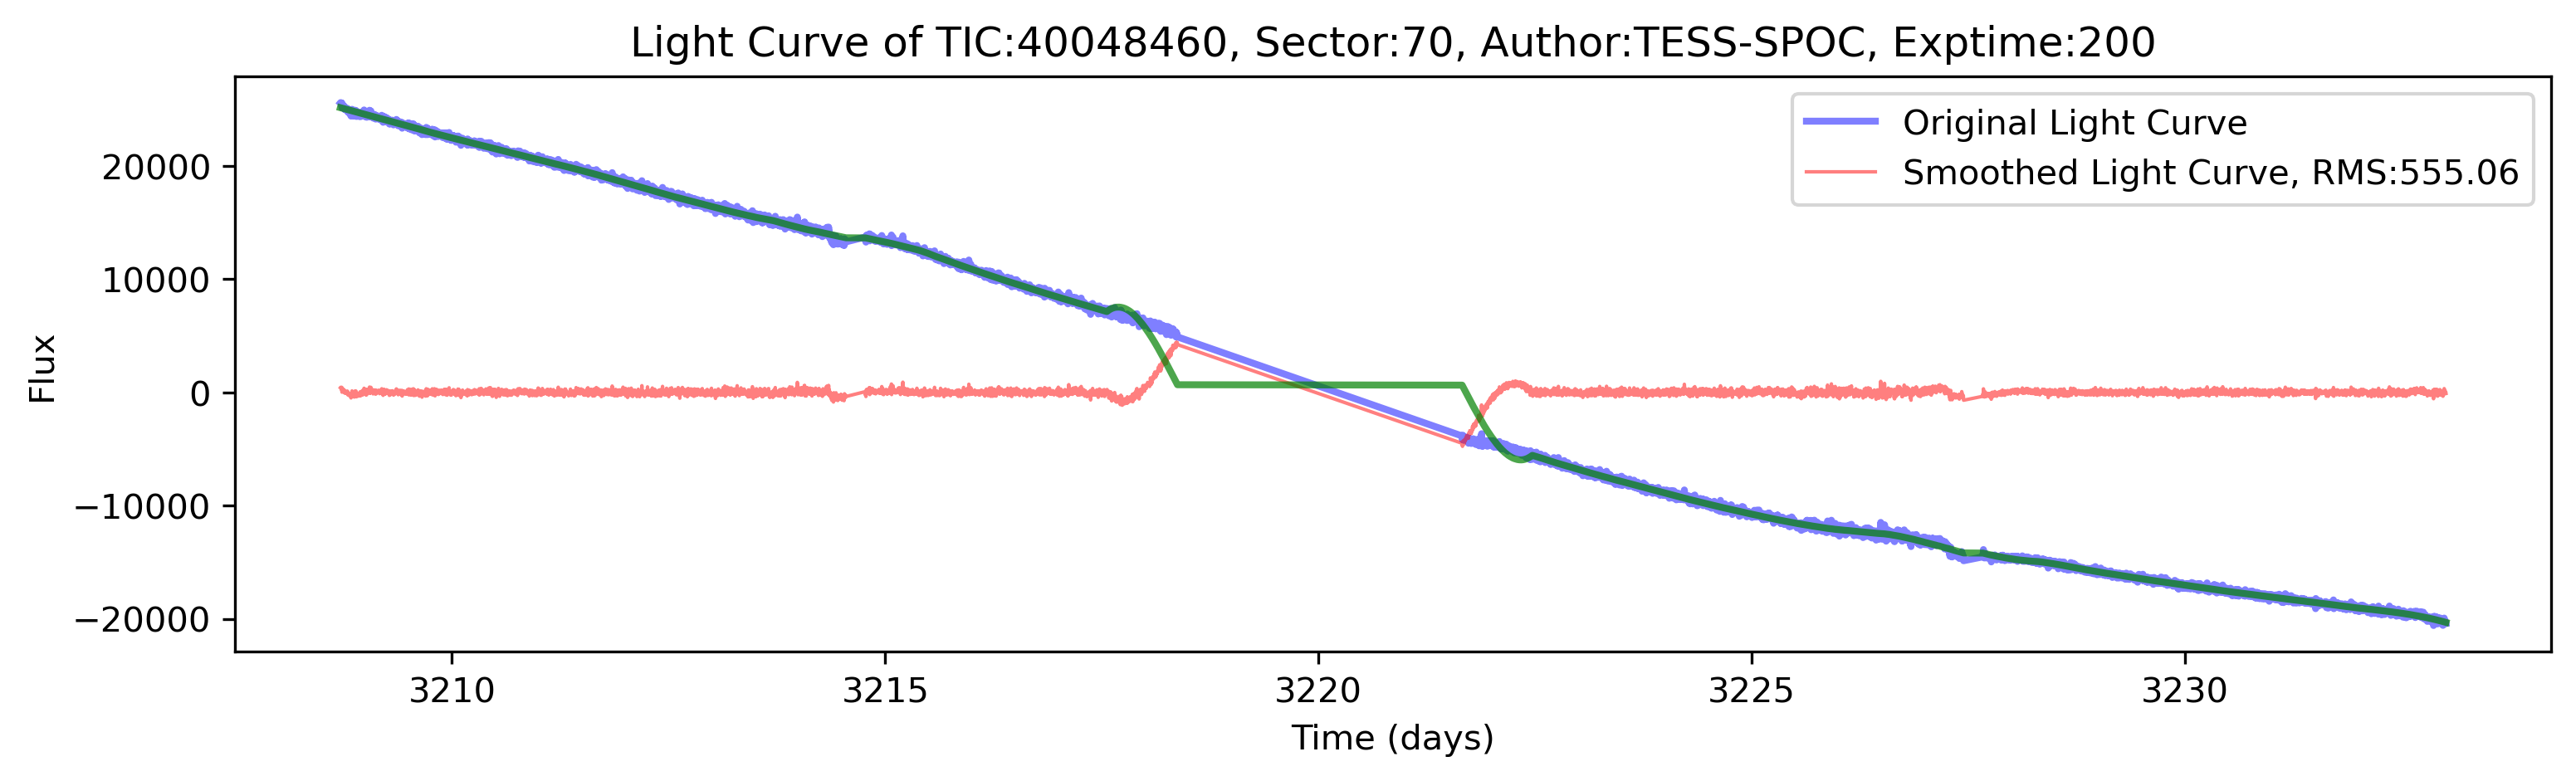 Light Curve of TIC:40048460, Sector:70, Author:TESS-SPOC, Exptime:200
Original Light Curve
Smoothed Light Curve, RMS:555.06
Flux
20000
10000
0
−10000
−20000
3210
3215
3220
3225
3230
Time (days)